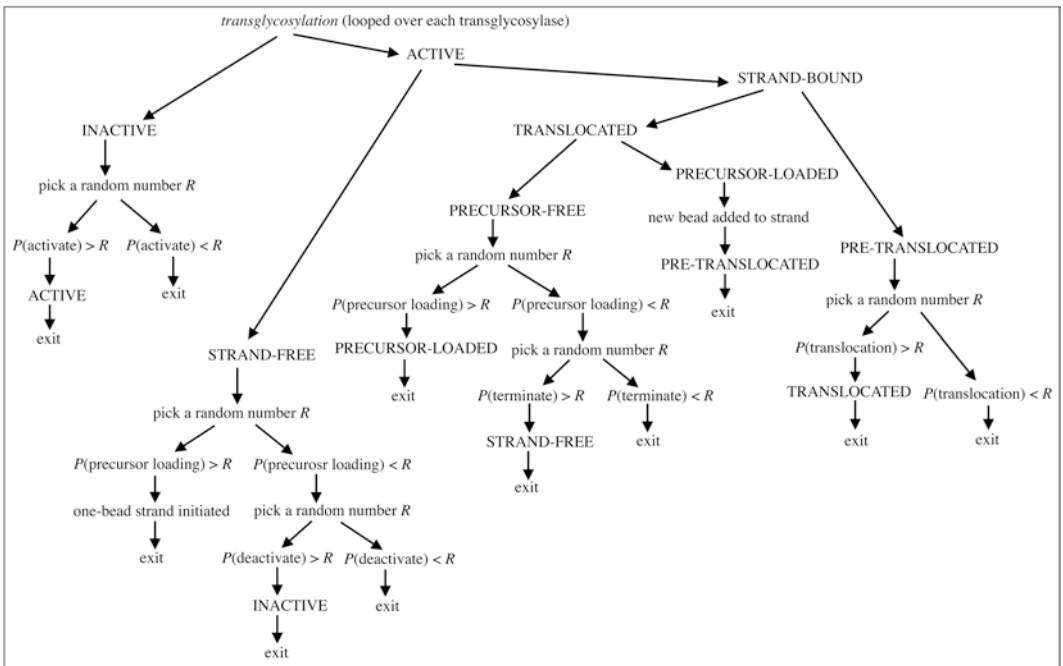 transglycosylation (looped over each transglycosylase)
ACTIVE
STRAND-BOUND
INACTIVE
TRANSLOCATED
PRECURSOR-LOADED
pick a random number R
PRECURSOR-FREE
new bead added to strand
P(activate) > R P(activate) < R
pick a random number R
PRE-TRANSLOCATED
PRE-TRANSLOCATED
ACTIVE
exit
P(precursor loading) > R P(precursor loading) < R
exit
pick a random number R
exit
STRAND-FREE
PRECURSOR-LOADED
pick a random number R
P(translocation) > R
exit
P(terminate) > R P(terminate) < R
TRANSLOCATED
P(translocation) < R
pick a random number R
STRAND-FREE
exit
exit
exit
P(precursor loading) > R P(precurosr loading) < R
exit
one-bead strand initiated
pick a random number R
exit
P(deactivate) > R P(deactivate) < R
INACTIVE
exit
exit